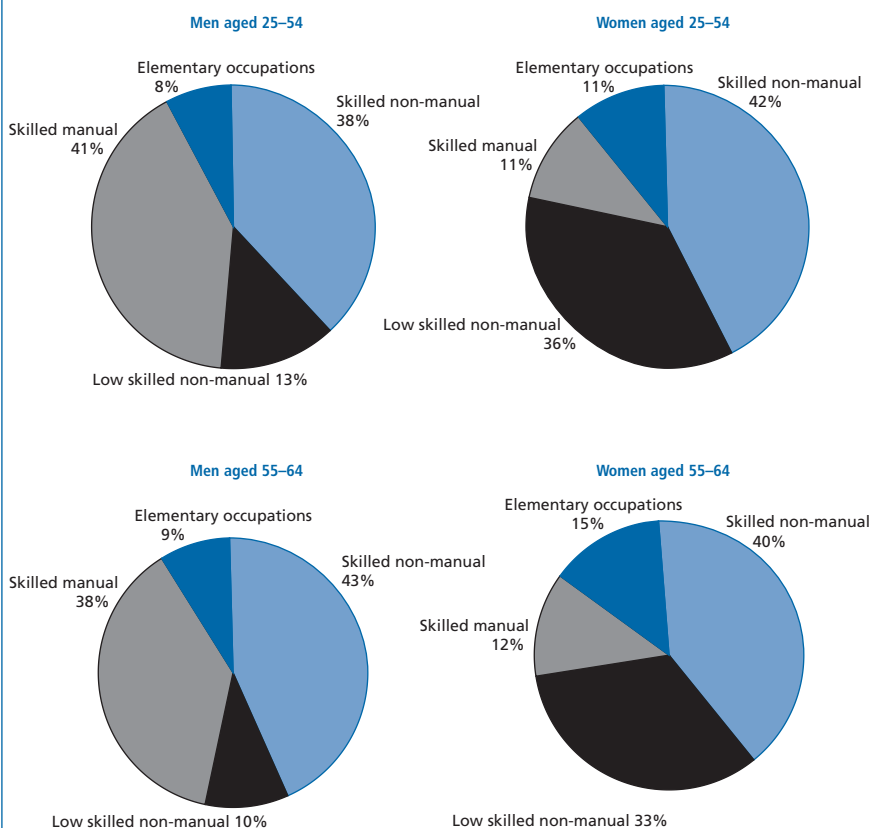 Men aged 25–54
Elementary occupations
8%
Skilled non-manual
38%
Skilled manual
41%
Low skilled non-manual 13%
Women aged 25–54
Elementary occupations
11%
Skilled non-manual
42%
Skilled manual
11%
Low skilled non-manual
36%
Men aged 55–64
Elementary occupations
9%
Skilled non-manual
43%
Skilled manual
38%
Low skilled non-manual 10%
Women aged 55–64
Elementary occupations
15%
Skilled non-manual
40%
Skilled manual
12%
Low skilled non-manual 33%